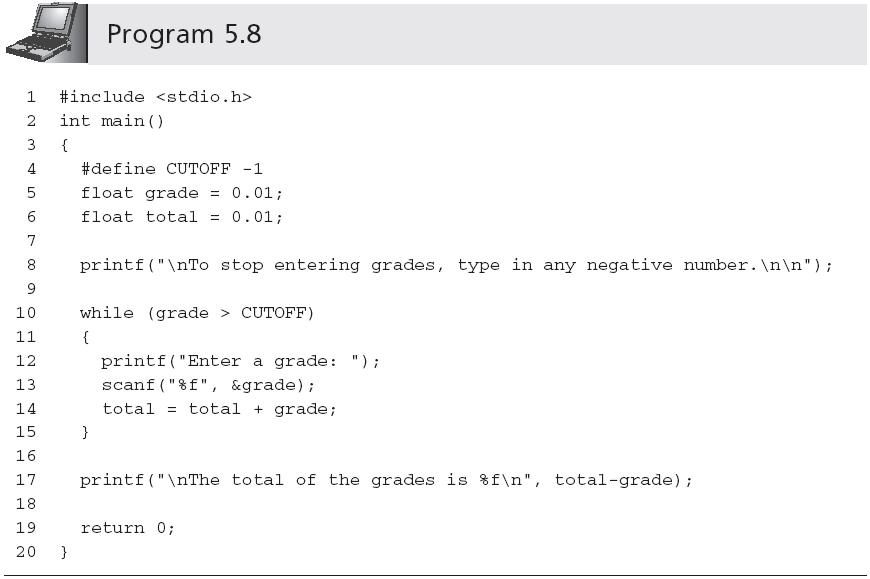 Program 5.8
1 #include <stdio.h>
2 int main()
3 {
4 #define CUTOFF -1
5 float grade = 0.01;
6 float total = 0.01;
7
8 printf("\nTo stop entering grades, type in any negative number.\n\n");
9
10 while (grade > CUTOFF)
11 {
12 printf("Enter a grade: ");
13 scanf("%f", &grade);
14 total = total + grade;
15 }
16
17 printf("\nThe total of the grades is %f\n", total-grade);
18
19 return 0;
20 }